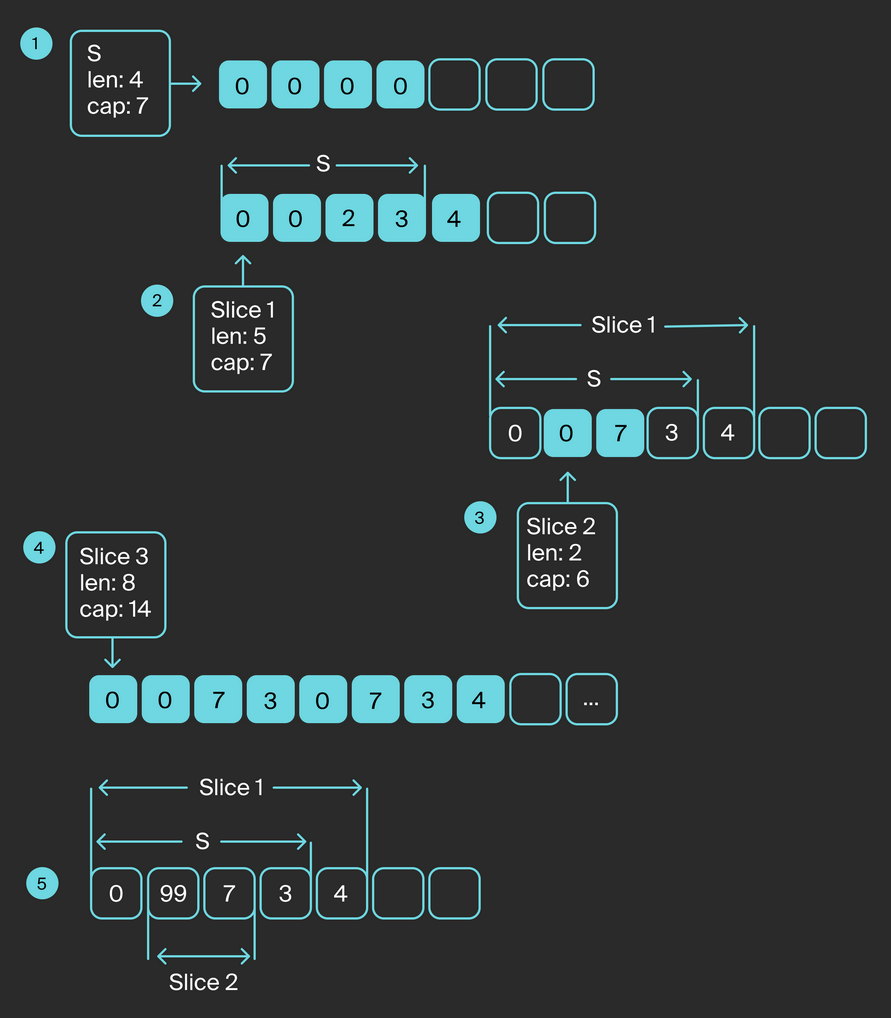 1
S
len: 4
cap: 7
0 0 0 0
S
0 0 2 3 4
2
Slice 1
len: 5
cap: 7
Slice 1
S
0 0 7 3 4
3
Slice 2
len: 2
cap: 6
4
Slice 3
len: 8
cap: 14
0 0 7 3 0 7 3 4 ...
Slice 1
S
5
0 99 7 3 4
Slice 2